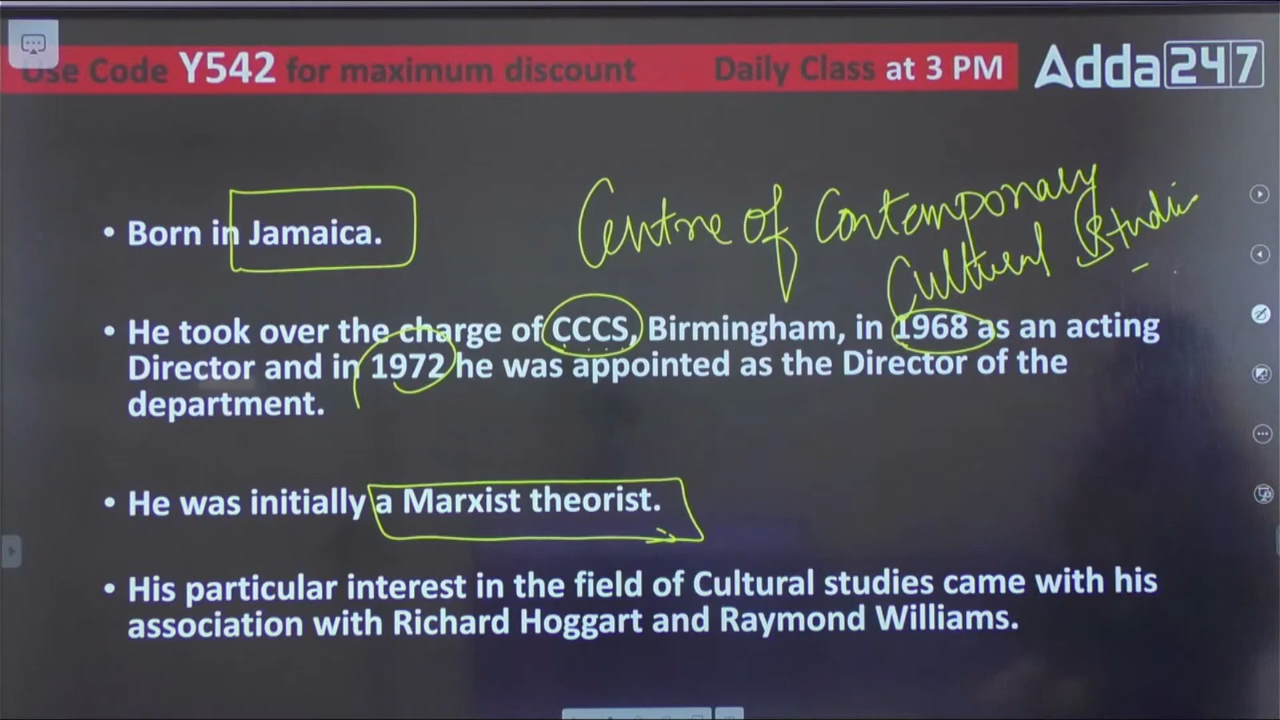 Use Code Y542 for maximum discount Daily Class at 3 PM Adda247
Centre of Contemporary
Cultural Studies
• Born in Jamaica.
• He took over the charge of CCCS, Birmingham, in 1968 as an acting
Director and in 1972 he was appointed as the Director of the
department.
• He was initially a Marxist theorist.
• His particular interest in the field of Cultural studies came with his
association with Richard Hoggart and Raymond Williams.